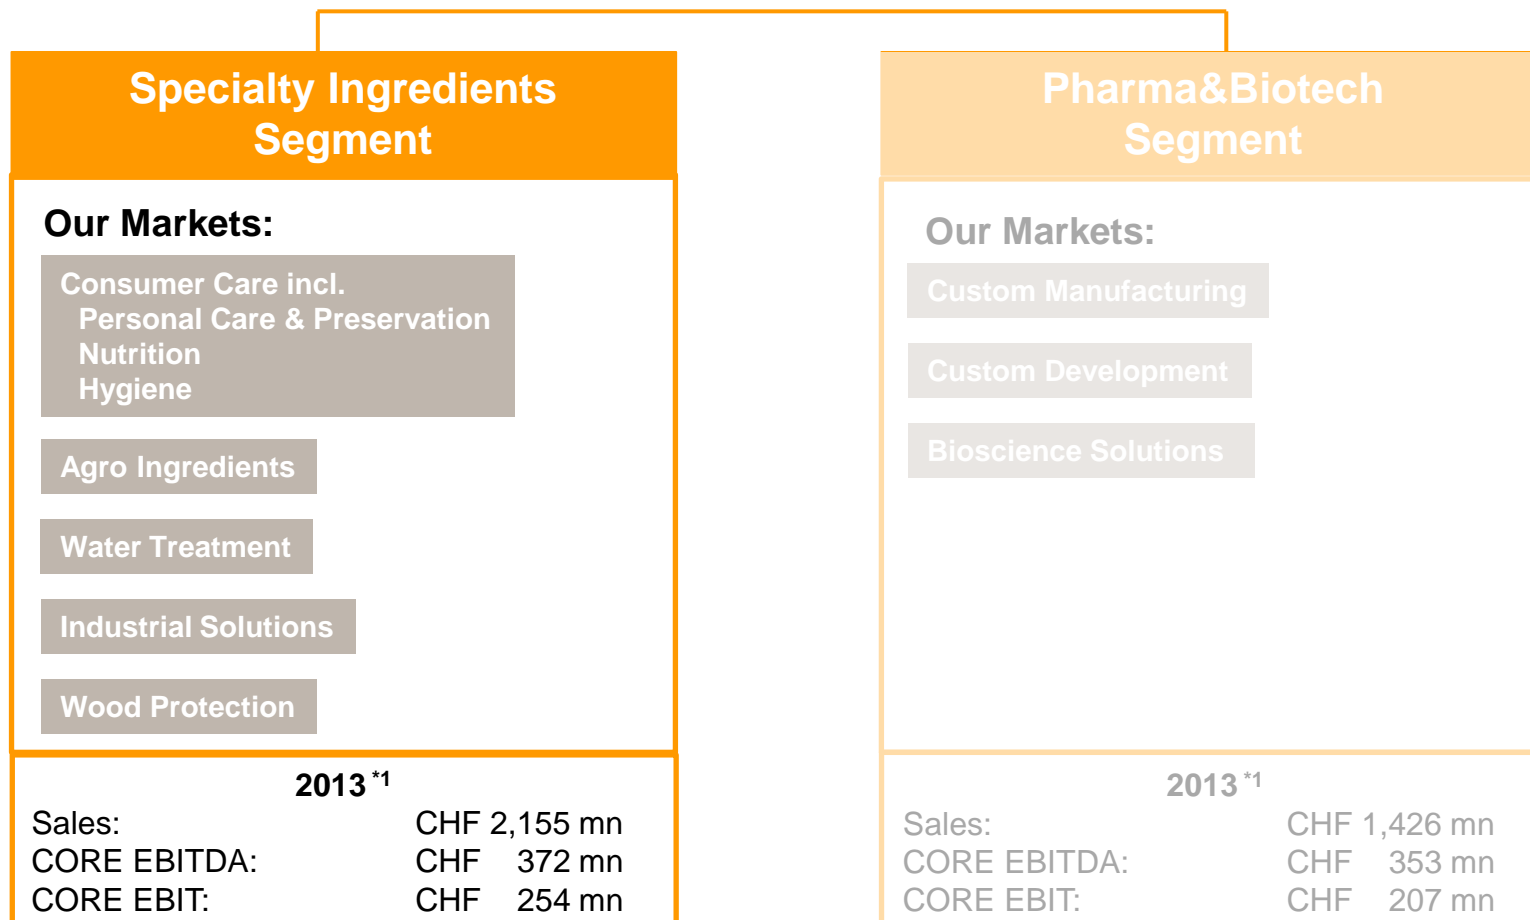 Specialty Ingredients
Segment
Our Markets:
Consumer Care incl.
Personal Care & Preservation
Nutrition
Hygiene
Agro Ingredients
Water Treatment
Industrial Solutions
Wood Protection
2013 *1
Sales: CHF 2,155 mn
CORE EBITDA: CHF 372 mn
CORE EBIT: CHF 254 mn
Pharma&Biotech
Segment
Our Markets:
Custom Manufacturing
Custom Development
Bioscience Solutions
2013 *1
Sales: CHF 1,426 mn
CORE EBITDA: CHF 353 mn
CORE EBIT: CHF 207 mn